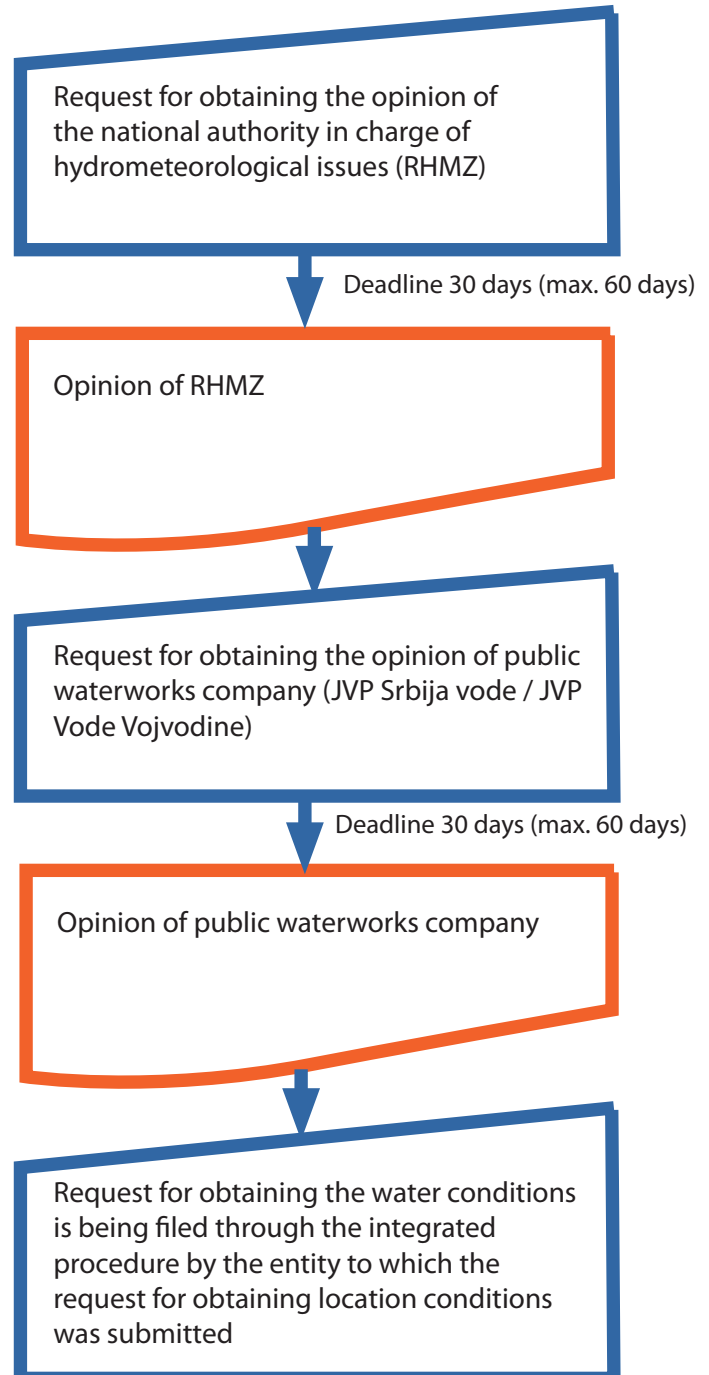 Request for obtaining the opinion of
the national authority in charge of
hydrometeorological issues (RHMZ)
Deadline 30 days (max. 60 days)
Opinion of RHMZ
Request for obtaining the opinion of public
waterworks company (JVP Srbija vode / JVP
Vode Vojvodine)
Deadline 30 days (max. 60 days)
Opinion of public waterworks company
Request for obtaining the water conditions
is being filed through the integrated
procedure by the entity to which the
request for obtaining location conditions
was submitted